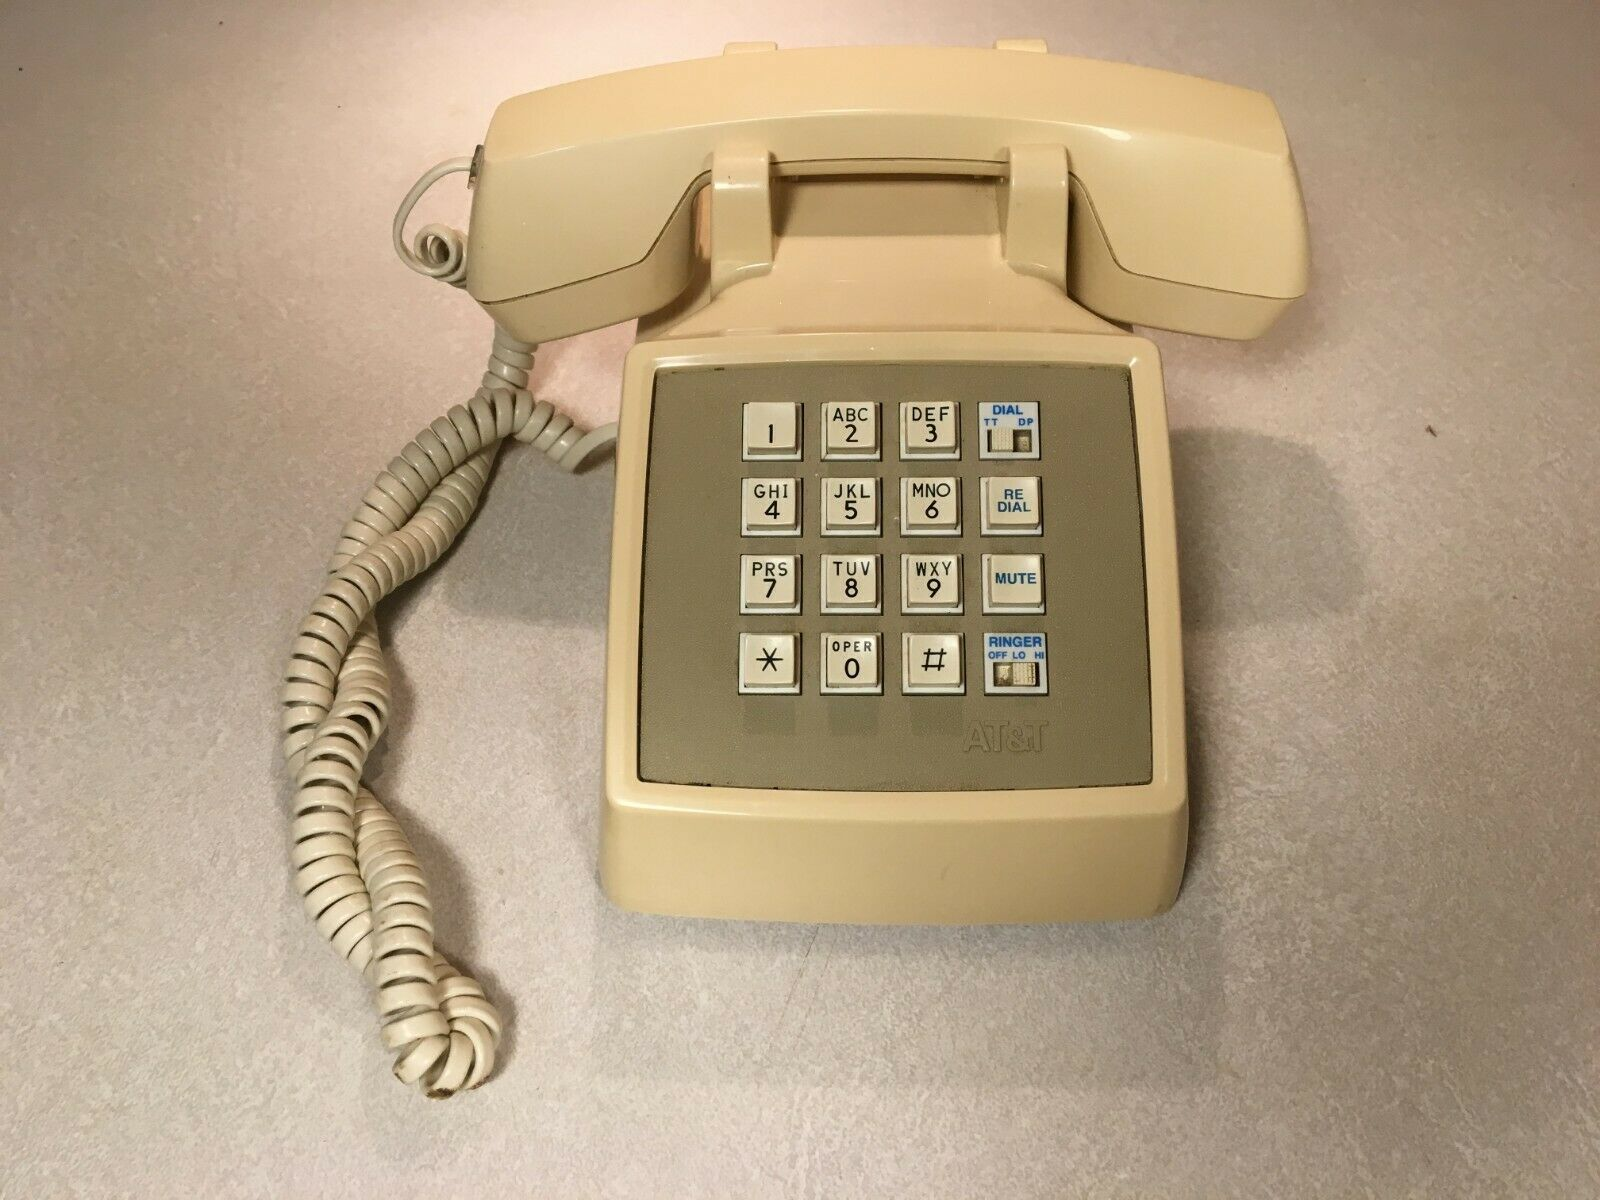 1
ABC
2
DEF
3
DIAL
TT DP
GHI
4
JKL
5
MNO
6
RE
DIAL
PRS
7
TUV
8
WXY
9
MUTE
*
OPER
0
#
RINGER
OFF LO HI
AT&T